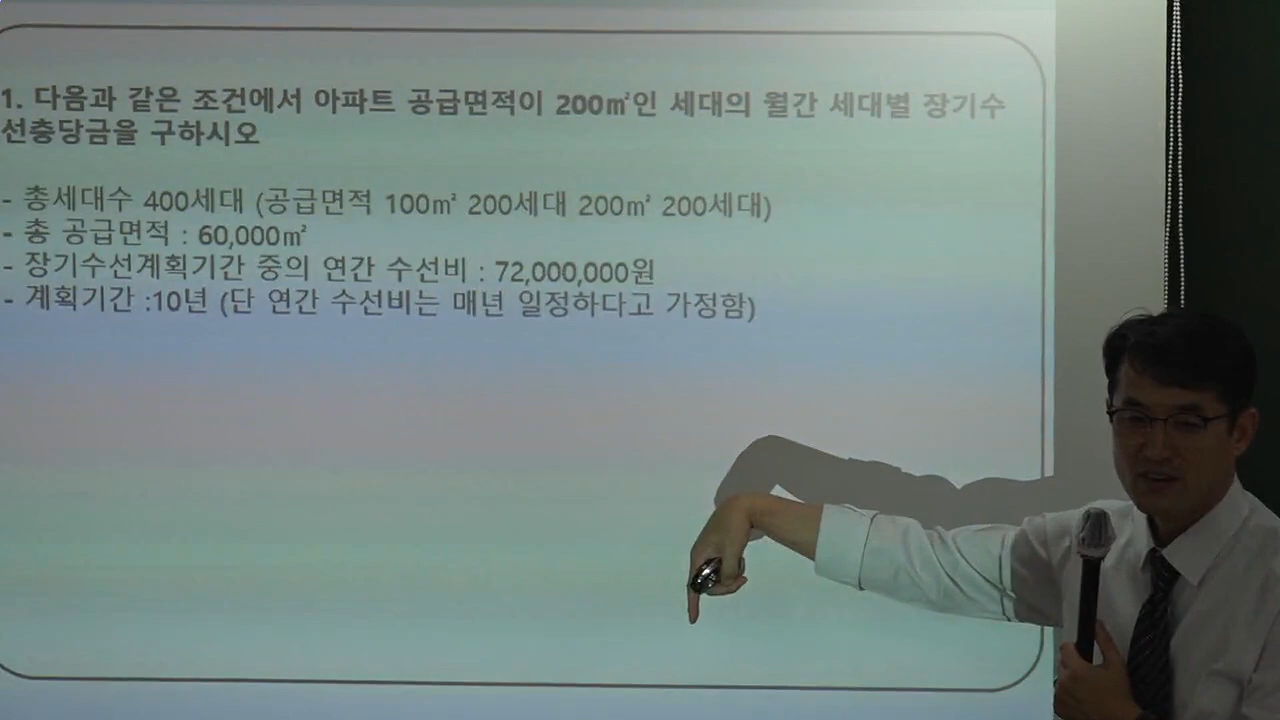 1. 다음과 같은 조건에서 아파트 공급면적이 200㎡인 세대의 월간 세대별 장기수
선충당금을 구하시오
- 총세대수 400세대 (공급면적 100㎡ 200세대 200㎡ 200세대)
- 총 공급면적 : 60,000㎡
- 장기수선계획기간 중의 연간 수선비 : 72,000,000원
- 계획기간 :10년 (단 연간 수선비는 매년 일정하다고 가정함)